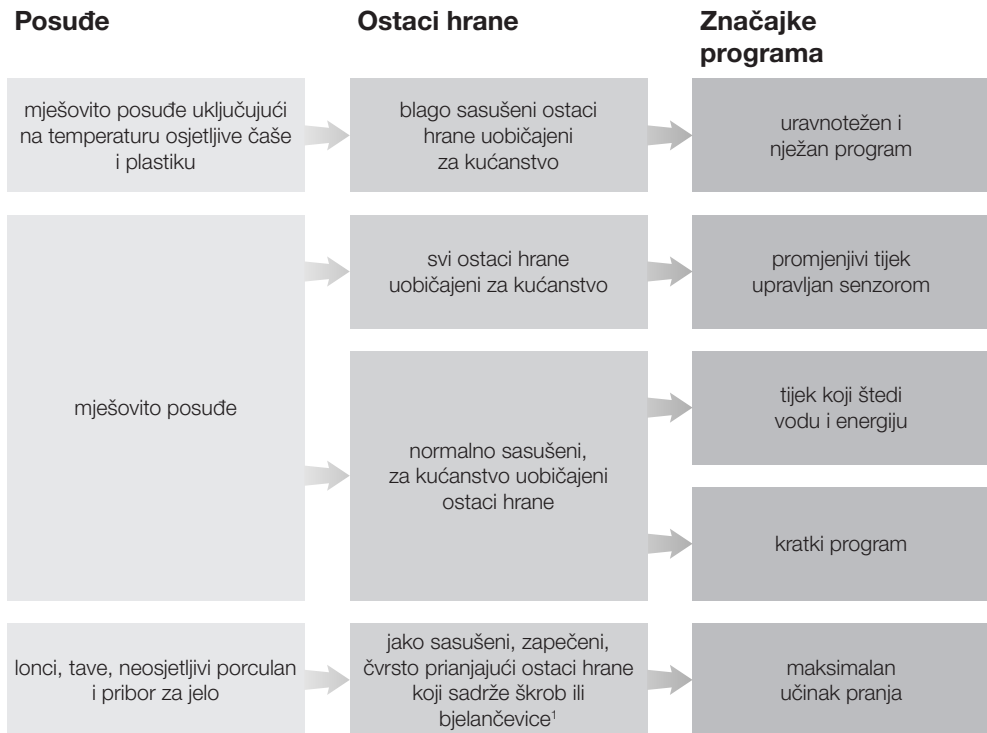 Posuđe
Ostaci hrane
Značajke
programa
mješovito posuđe uključujući
na temperaturu osjetljive čaše
i plastiku
blago sasušeni ostaci
hrane uobičajeni
za kućanstvo
uravnotežen i
nježan program
mješovito posuđe
svi ostaci hrane
uobičajeni za kućanstvo
promjenjivi tijek
upravljan senzorom
normalno sasušeni,
za kućanstvo uobičajeni
ostaci hrane
tijek koji štedi
vodu i energiju
kratki program
lonci, tave, neosjetljivi porculan
i pribor za jelo
jako sasušeni, zapečeni,
čvrsto prianjajući ostaci hrane
koji sadrže škrob ili
bjelančevice¹
maksimalan
učinak pranja